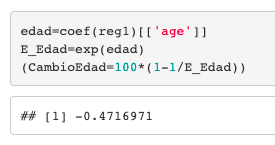 edad=coef(reg1)[['age']]
E_Edad=exp(edad)
(CambioEdad=100*(1-1/E_Edad))
## [1] -0.4716971